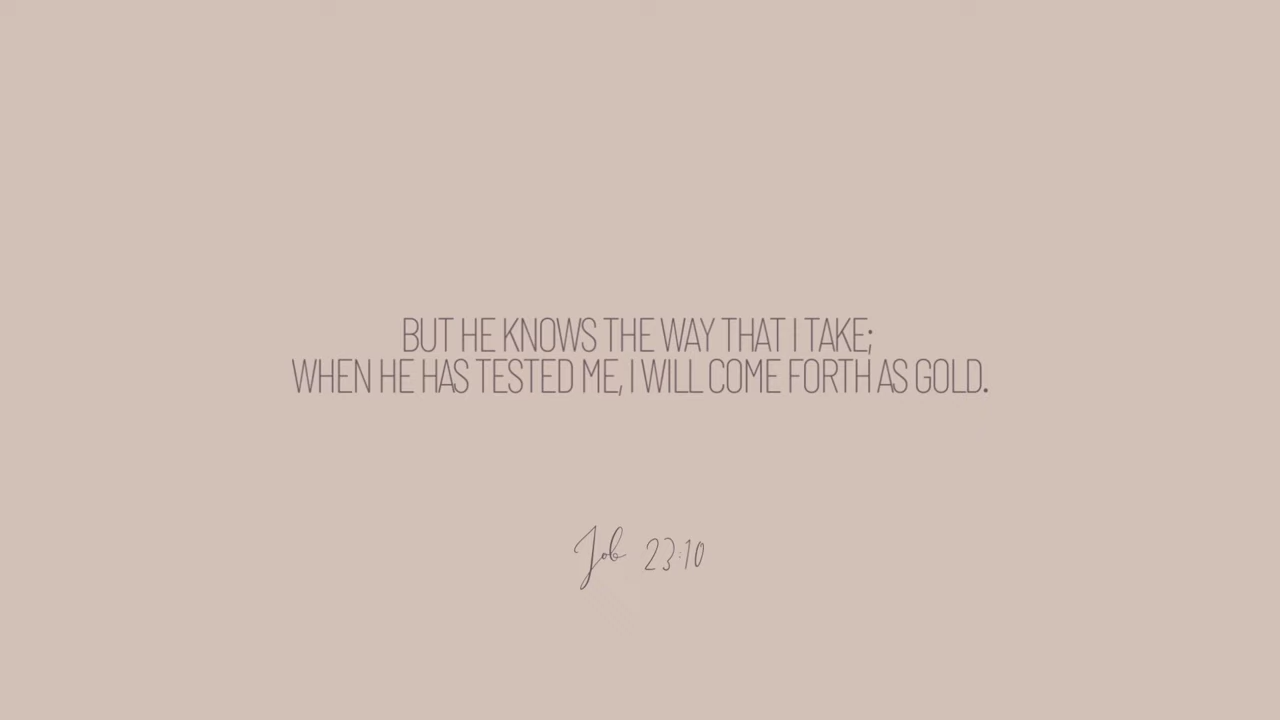 BUT HE KNOWS THE WAY THAT I TAKE;
WHEN HE HAS TESTED ME, I WILL COME FORTH AS GOLD.
Job 23:10